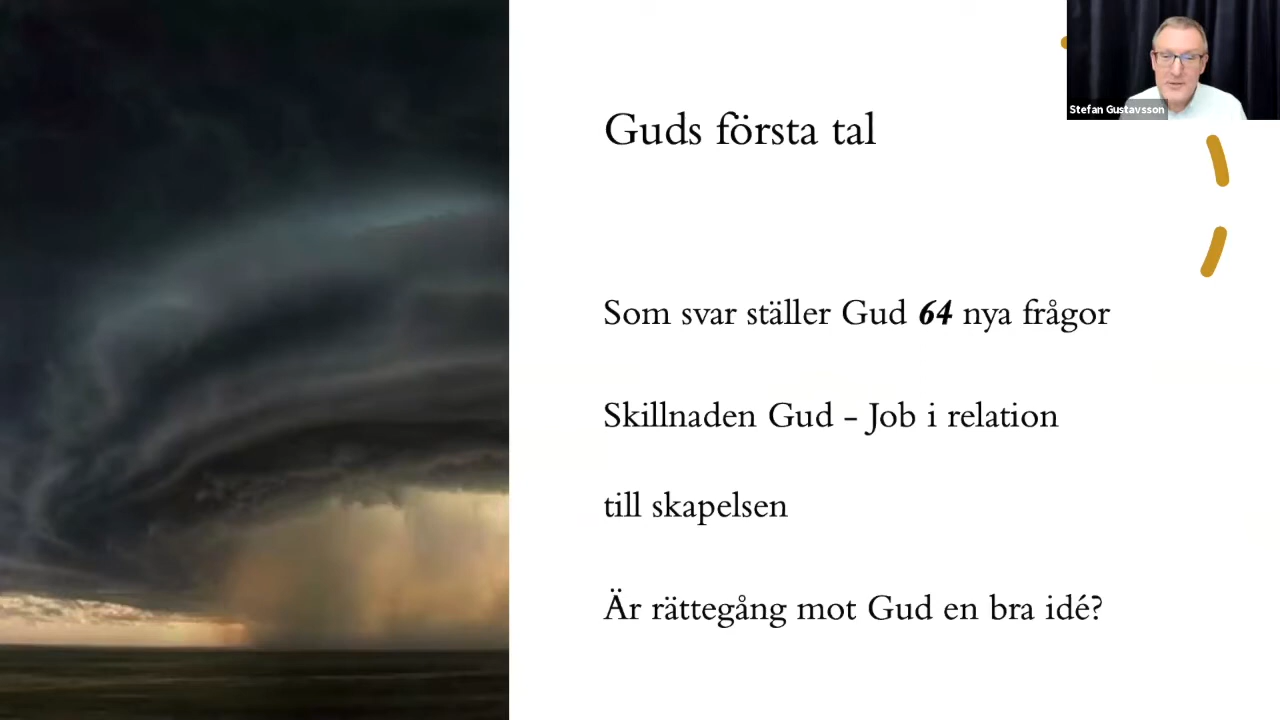 Stefan Gustavsson
Guds första tal
Som svar ställer Gud 64 nya frågor
Skillnaden Gud - Job i relation
till skapelsen
Är rättegång mot Gud en bra idé?